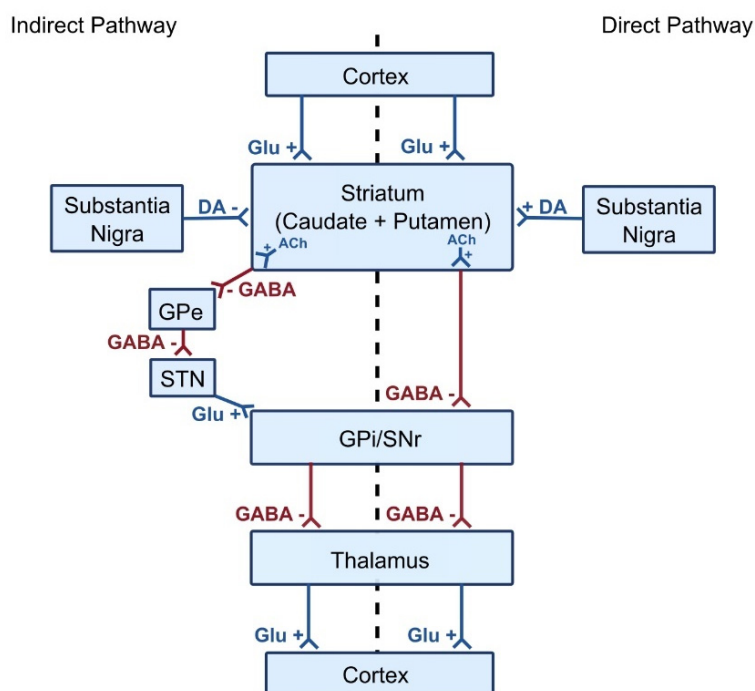 Indirect Pathway
Direct Pathway
Cortex
Glu +
Glu +
Substantia
Nigra
DA -
Striatum
(Caudate + Putamen)
+ DA
Substantia
Nigra
+ ACh
ACh
+
- GABA
GPe
GABA -
STN
Glu +
GABA -
GPi/SNr
GABA -
GABA -
Thalamus
Glu +
Glu +
Cortex